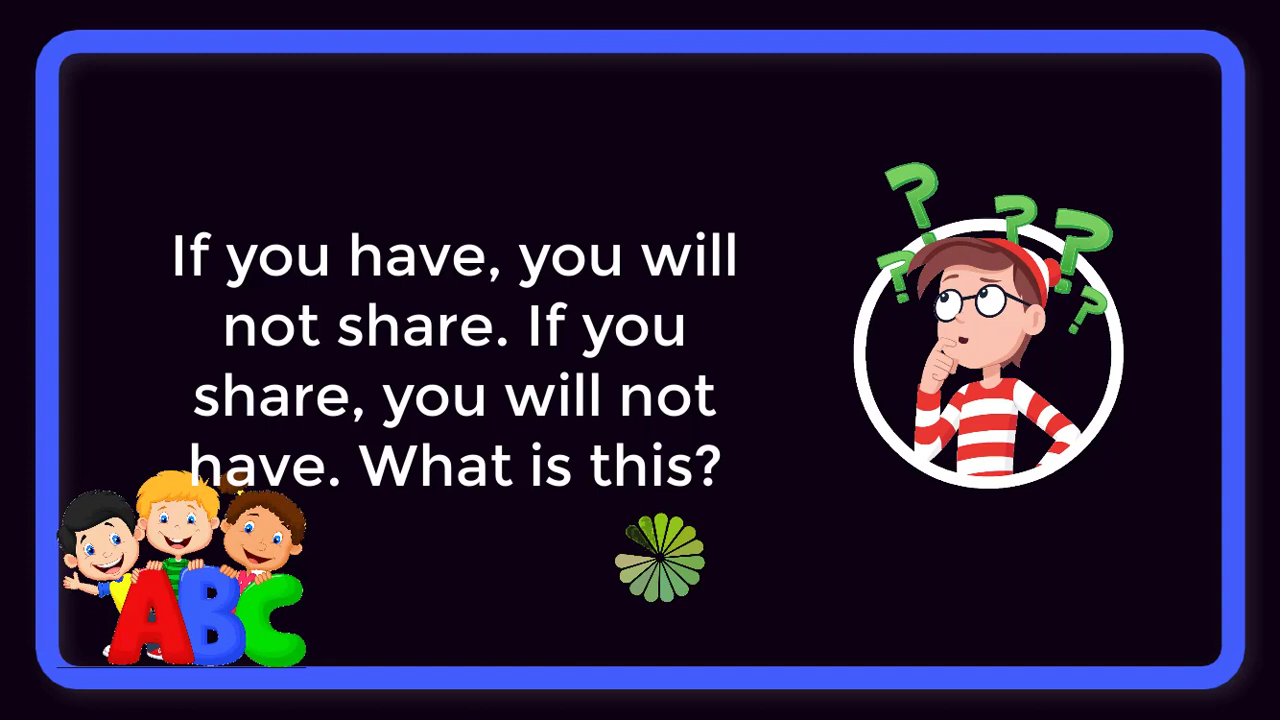 If you have, you will
not share. If you
share, you will not
have. What is this?
? ? ? ? ?
ABC